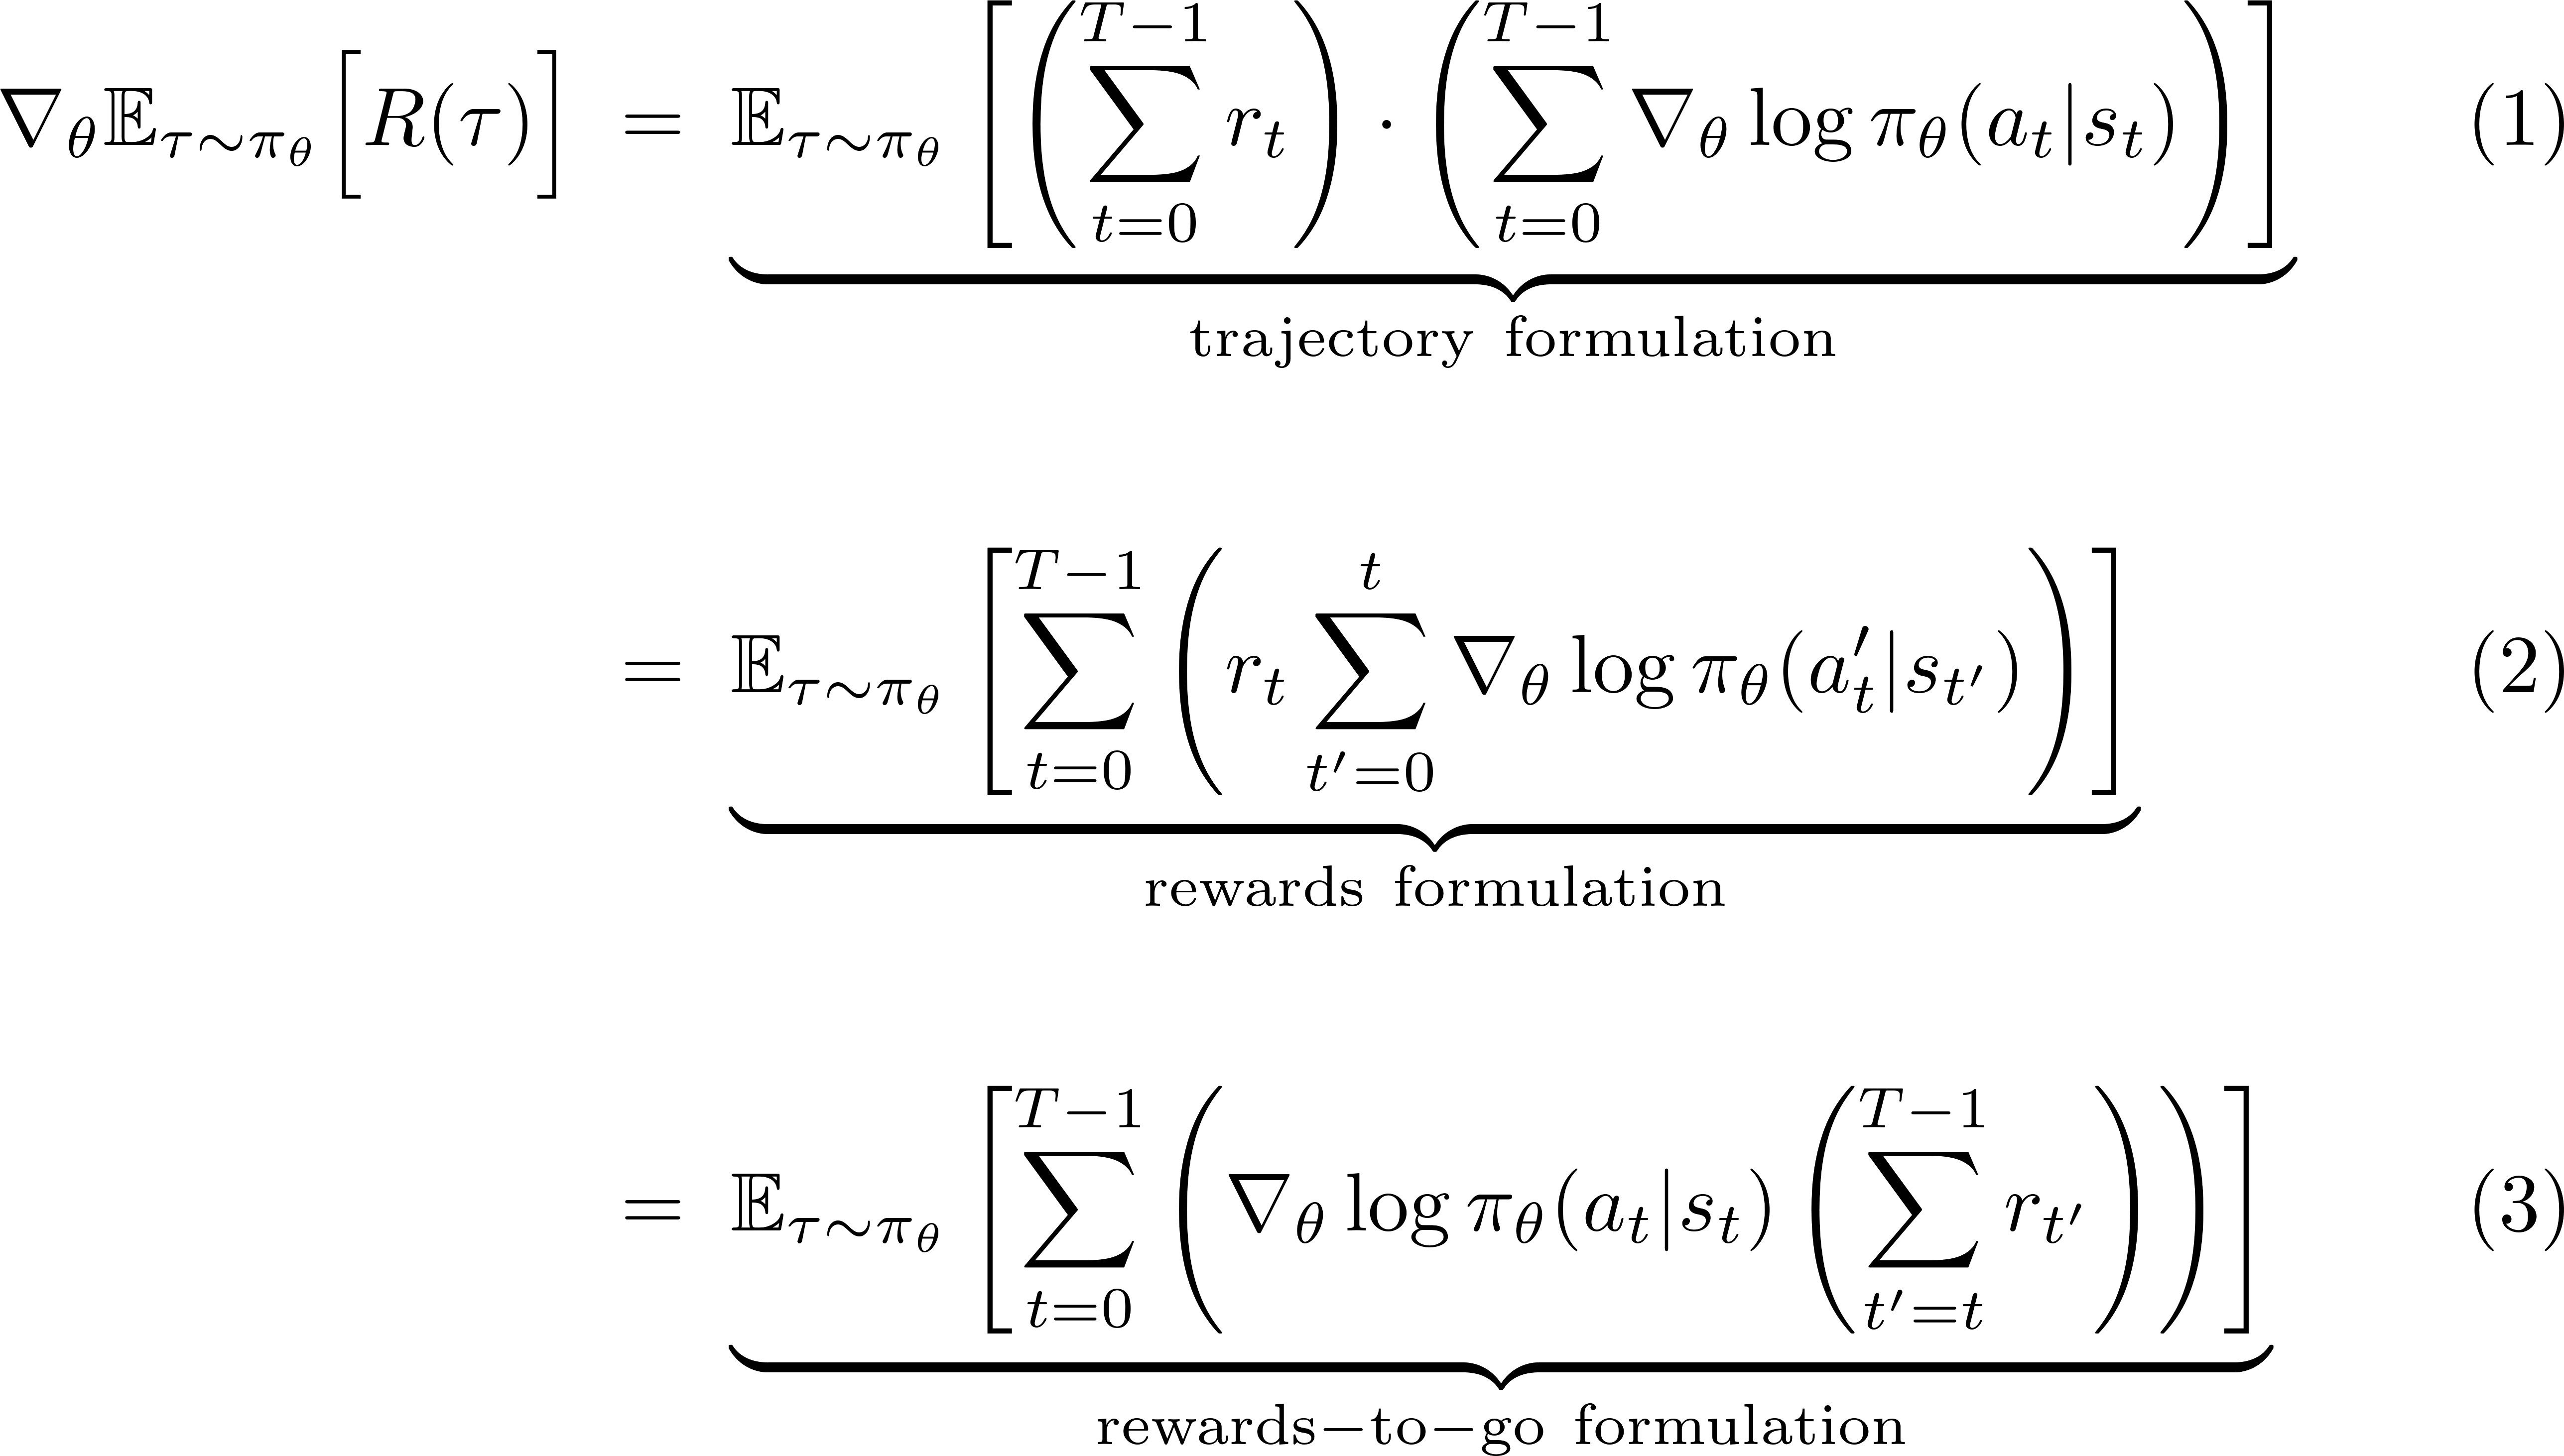 ∇_θ 𝔼_{τ∼π_θ} [R(τ)] = 𝔼_{τ∼π_θ} [(∑_{t=0}^{T−1} r_t) · (∑_{t=0}^{T−1} ∇_θ log π_θ(a_t|s_t))] (1)
trajectory formulation
= 𝔼_{τ∼π_θ} [∑_{t=0}^{T−1} (r_t ∑_{t′=0}^{t} ∇_θ log π_θ(a′_t|s_{t′}))] (2)
rewards formulation
= 𝔼_{τ∼π_θ} [∑_{t=0}^{T−1} (∇_θ log π_θ(a_t|s_t) (∑_{t′=t}^{T−1} r_{t′}))] (3)
rewards−to−go formulation